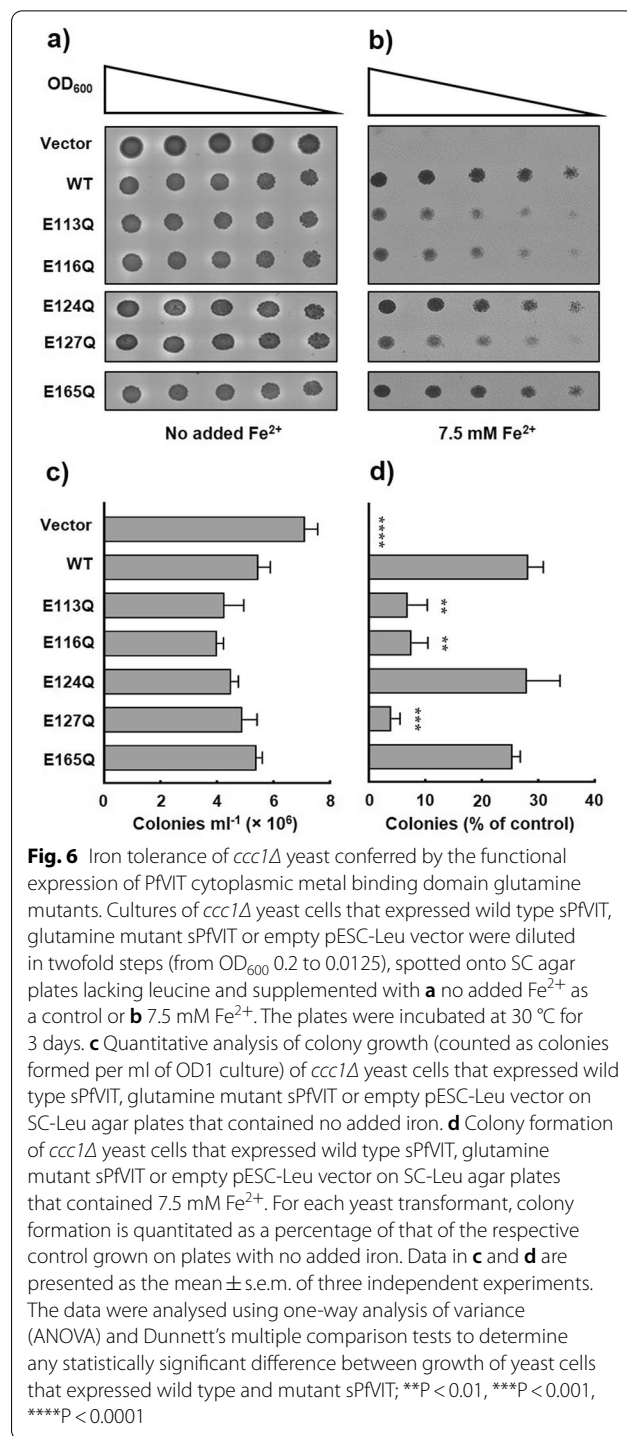 a)
b)
OD600
Vector
WT
E113Q
E116Q
E124Q
E127Q
E165Q
No added Fe²⁺
7.5 mM Fe²⁺
c)
d)
Vector
WT
E113Q
E116Q
E124Q
E127Q
E165Q
****
**
**
***
0 2 4 6 8
Colonies ml⁻¹ (× 10⁶)
0 10 20 30 40
Colonies (% of control)
Fig. 6 Iron tolerance of ccc1Δ yeast conferred by the functional
expression of PfVIT cytoplasmic metal binding domain glutamine
mutants. Cultures of ccc1Δ yeast cells that expressed wild type sPfVIT,
glutamine mutant sPfVIT or empty pESC-Leu vector were diluted
in twofold steps (from OD600 0.2 to 0.0125), spotted onto SC agar
plates lacking leucine and supplemented with a no added Fe²⁺ as
a control or b 7.5 mM Fe²⁺. The plates were incubated at 30 °C for
3 days. c Quantitative analysis of colony growth (counted as colonies
formed per ml of OD1 culture) of ccc1Δ yeast cells that expressed wild
type sPfVIT, glutamine mutant sPfVIT or empty pESC-Leu vector on
SC-Leu agar plates that contained no added iron. d Colony formation
of ccc1Δ yeast cells that expressed wild type sPfVIT, glutamine
mutant sPfVIT or empty pESC-Leu vector on SC-Leu agar plates
that contained 7.5 mM Fe²⁺. For each yeast transformant, colony
formation is quantitated as a percentage of that of the respective
control grown on plates with no added iron. Data in c and d are
presented as the mean ± s.e.m. of three independent experiments.
The data were analysed using one-way analysis of variance
(ANOVA) and Dunnett's multiple comparison tests to determine
any statistically significant difference between growth of yeast cells
that expressed wild type and mutant sPfVIT; **P < 0.01, ***P < 0.001,
****P < 0.0001